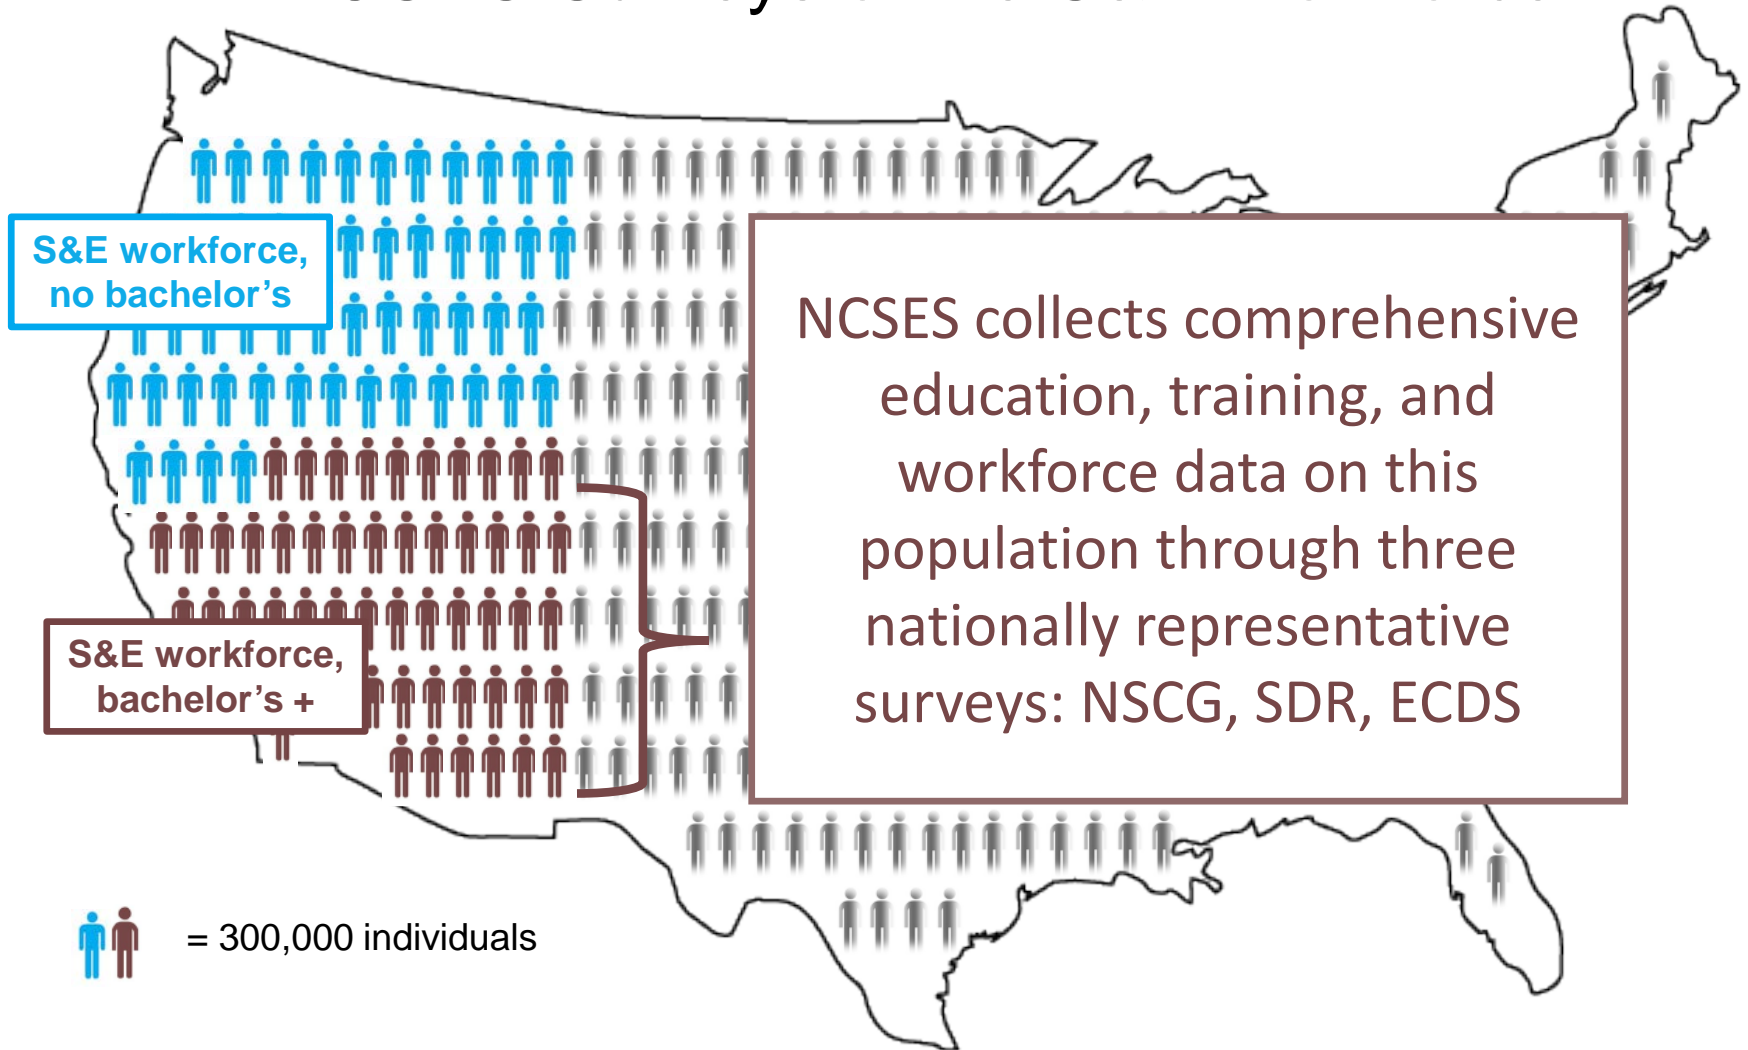 S&E workforce,
no bachelor's
NCSES collects comprehensive
education, training, and
workforce data on this
population through three
nationally representative
surveys: NSCG, SDR, ECDS
S&E workforce,
bachelor's +
= 300,000 individuals